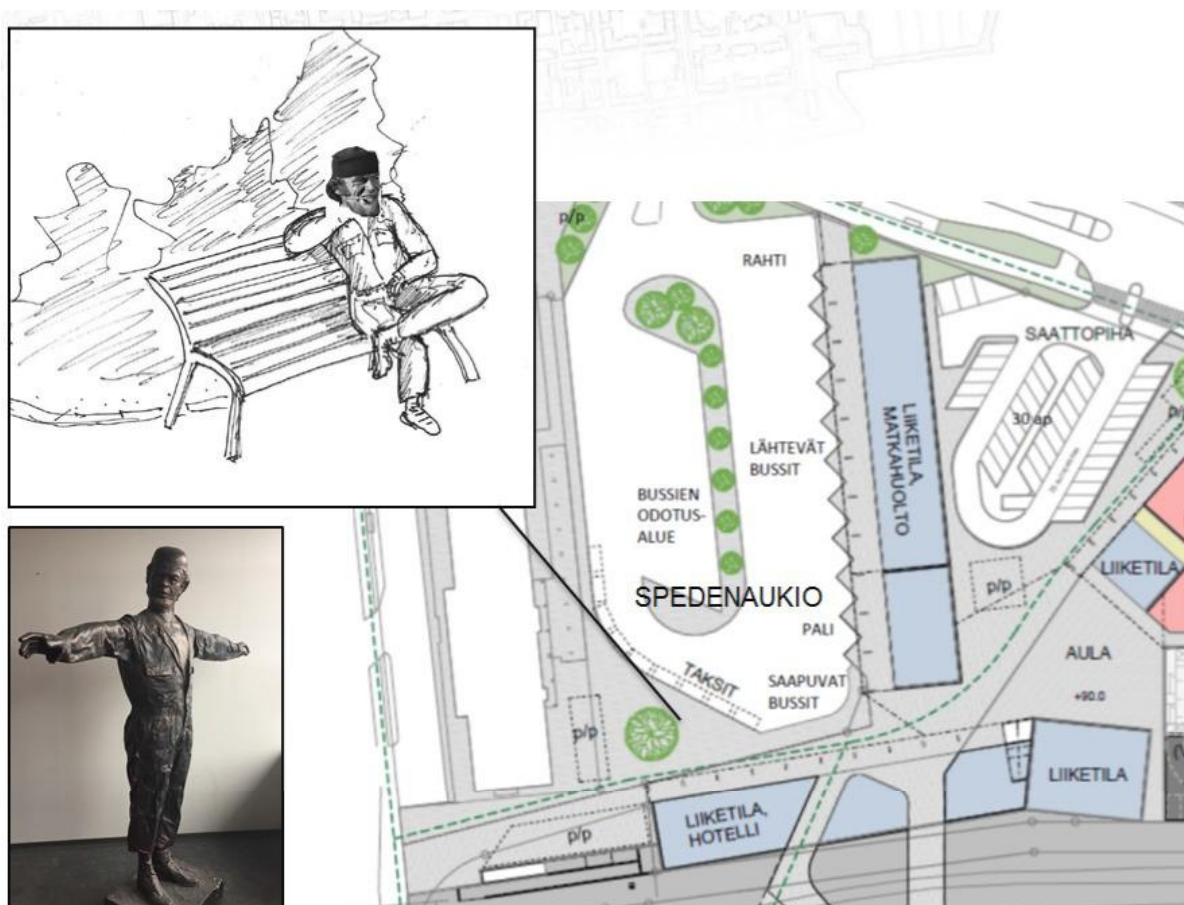 p/p
RAHTI
SAATTOPIHA
30 ap
p/p
LIIKETILA,
MATKAHUOLTO
LÄHTEVÄT
BUSSIT
BUSSIEN
ODOTUS-
ALUE
LIIKETILA
p/p
SPEDENAUKIO
PALI
AULA
TAKSIT
SAAPUVAT
BUSSIT
+90.0
p/p
LIIKETILA
LIIKETILA,
HOTELLI
p/p